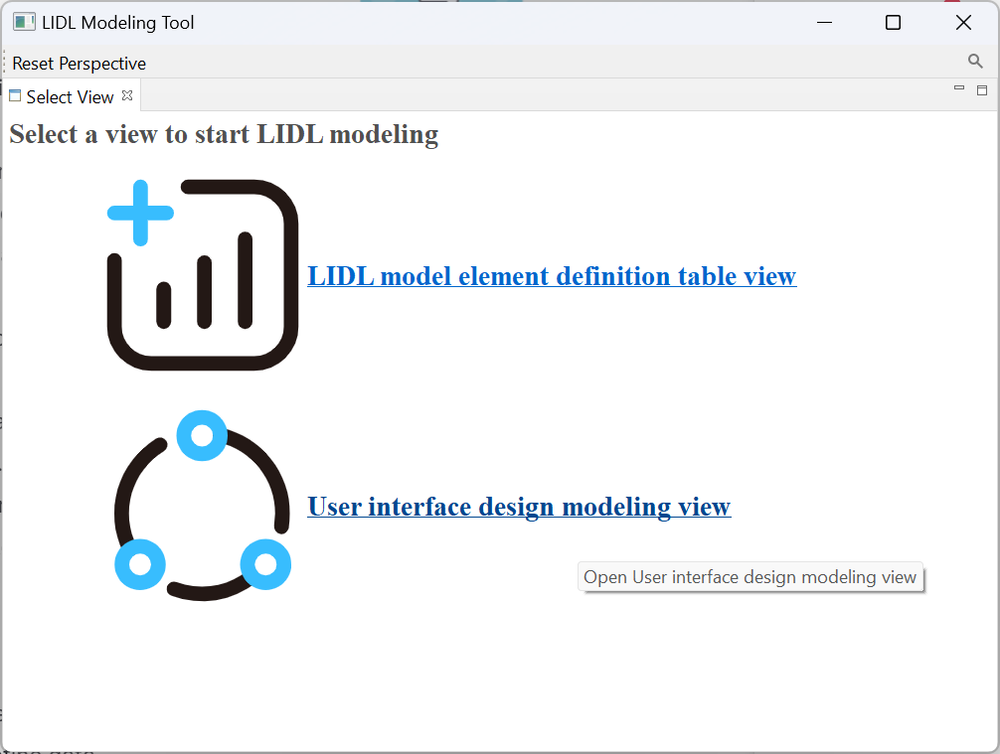 LIDL Modeling Tool
Reset Perspective
Select View
Select a view to start LIDL modeling
LIDL model element definition table view
User interface design modeling view
Open User interface design modeling view